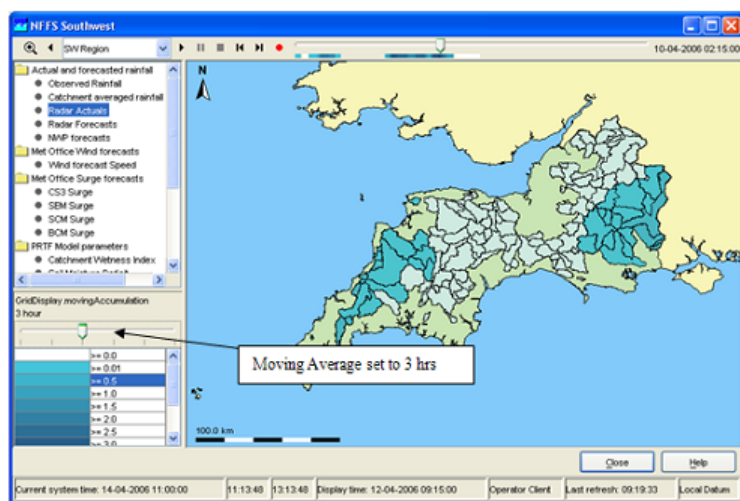 NFFS Southwest
SW Region
10-04-2006 02:15:00
Actual and forecasted rainfall
Observed Rainfall
Catchment averaged rainfall
Radar Actuals
Radar Forecasts
NWP forecasts
Met Office Wind forecasts
Wind forecast Speed
Met Office Surge forecasts
CS3 Surge
SEM Surge
SCM Surge
BCM Surge
PRTF Model parameters
Catchment Wetness Index
GridDisplay.movingAccumulation
3 hour
>= 0.0
>= 0.01
>= 0.5
>= 1.0
>= 1.5
>= 2.0
>= 2.5
>= 3.0
N
Moving Average set to 3 hrs
100.0 km
Close
Help
Current system time: 14-04-2006 11:00:00
11:13:48
13:13:48
Display time: 12-04-2006 09:15:00
Operator Client
Last refresh: 09:19:33
Local Datum